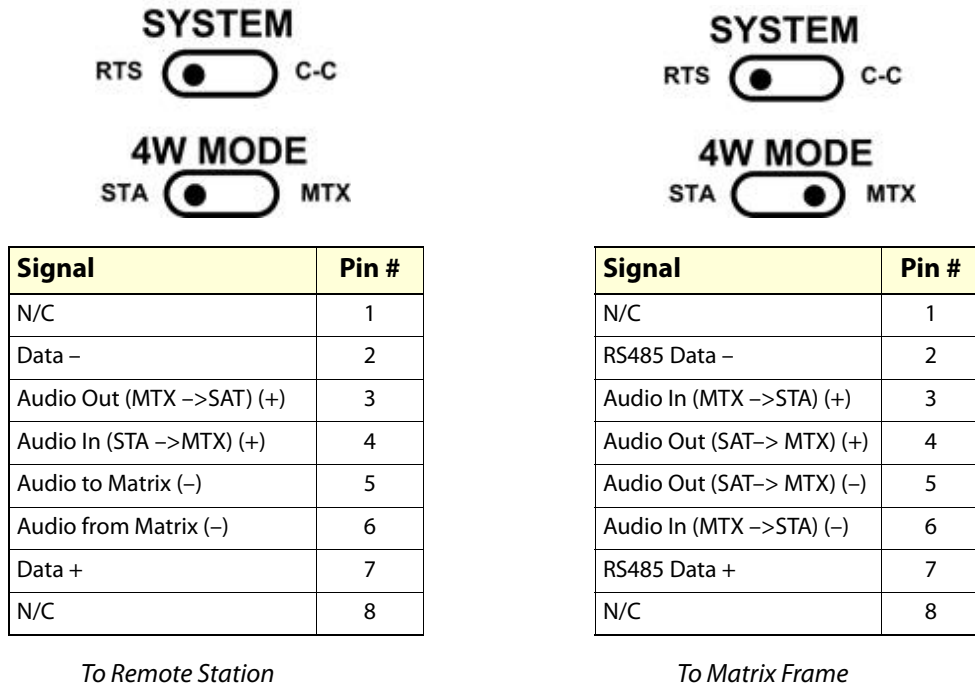 SYSTEM
RTS C-C
4W MODE
STA MTX
Signal Pin #
N/C 1
Data – 2
Audio Out (MTX –>SAT) (+) 3
Audio In (STA –>MTX) (+) 4
Audio to Matrix (–) 5
Audio from Matrix (–) 6
Data + 7
N/C 8
To Remote Station
SYSTEM
RTS C-C
4W MODE
STA MTX
Signal Pin #
N/C 1
RS485 Data – 2
Audio In (MTX –>STA) (+) 3
Audio Out (SAT–> MTX) (+) 4
Audio Out (SAT–> MTX) (–) 5
Audio In (MTX –>STA) (–) 6
RS485 Data + 7
N/C 8
To Matrix Frame